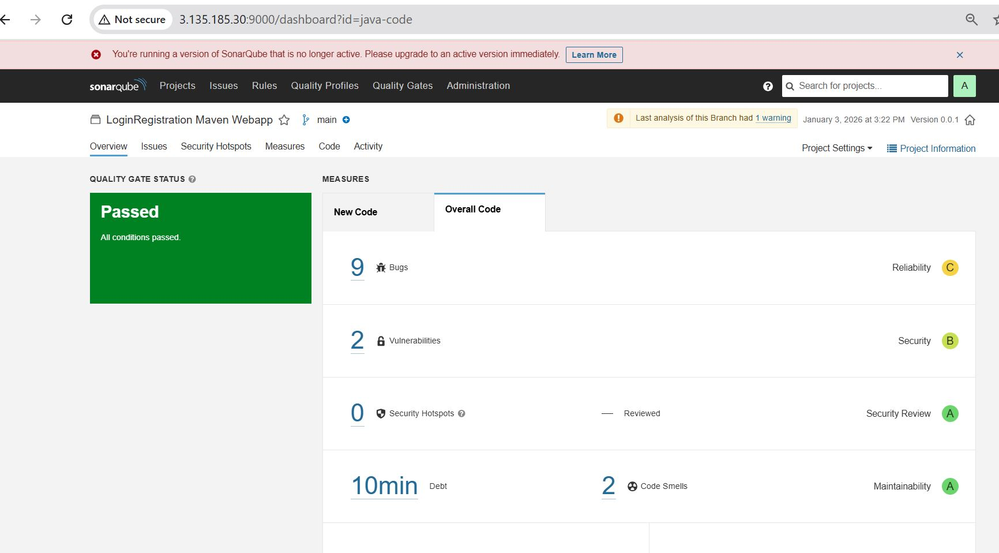 Not secure 3.135.185.30:9000/dashboard?id=java-code
You're running a version of SonarQube that is no longer active. Please upgrade to an active version immediately. Learn More
sonarqube Projects Issues Rules Quality Profiles Quality Gates Administration Search for projects... A
LoginRegistration Maven Webapp main Last analysis of this Branch had 1 warning January 3, 2026 at 3:22 PM Version 0.0.1
Overview Issues Security Hotspots Measures Code Activity Project Settings Project Information
QUALITY GATE STATUS MEASURES
Passed
All conditions passed.
New Code Overall Code
9 Bugs Reliability C
2 Vulnerabilities Security B
0 Security Hotspots Reviewed Security Review A
10min Debt 2 Code Smells Maintainability A